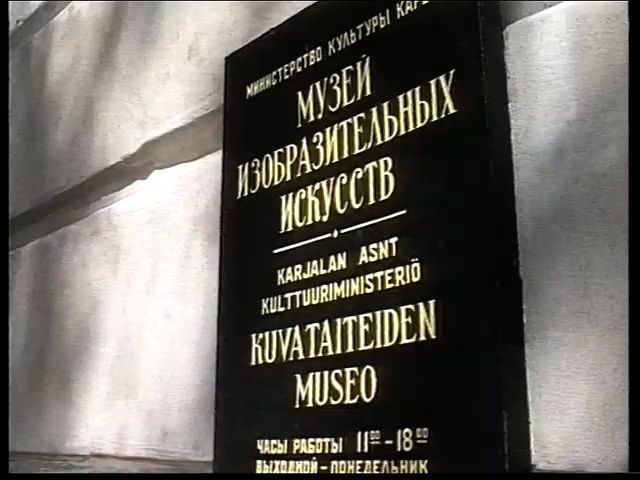 МИНИСТЕРСТВО КУЛЬТУРЫ
МУЗЕЙ
ИЗОБРАЗИТЕЛЬНЫХ
ИСКУССТВ
KARJALAN ASNT
KULTTUURIMINISTERIÖ
KUVATAITEIDEN
MUSEO
ЧАСЫ РАБОТЫ 11⁰⁰-18⁰⁰
ВЫХОДНОЙ-ПОНЕДЕЛЬНИК